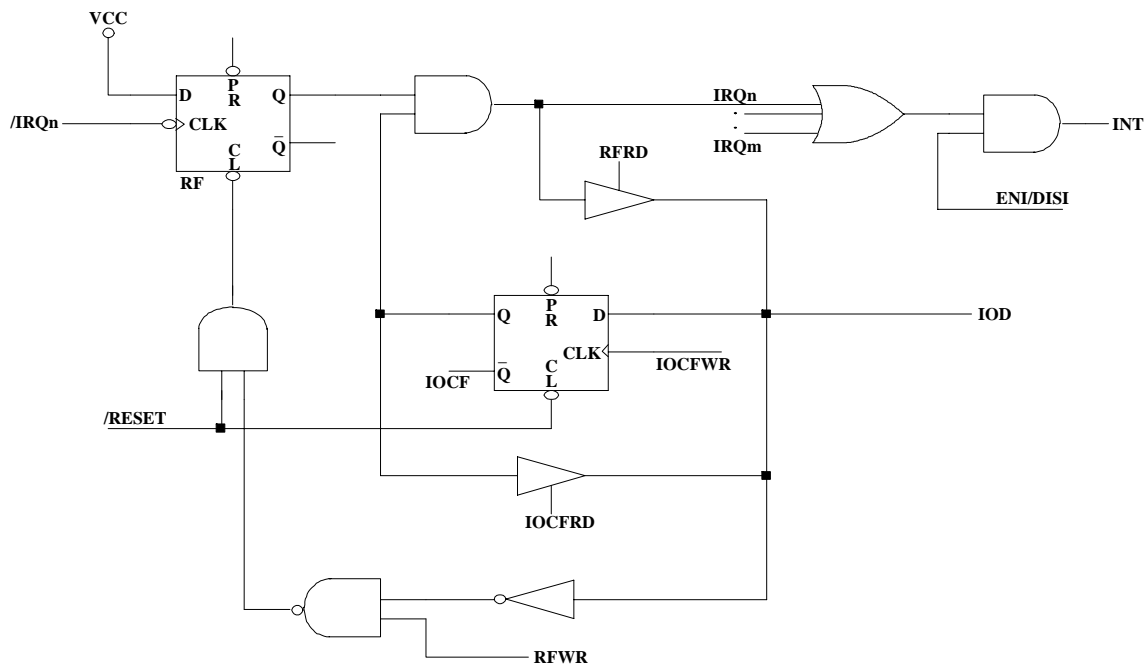 VCC
P
R
D
Q
IRQn
/IRQn
CLK
.
.
INT
C
L
Q
IRQm
RFRD
RF
ENI/DISI
P
R
Q
D
IOD
CLK
IOCFWR
IOCF
Q
C
L
/RESET
IOCFRD
RFWR